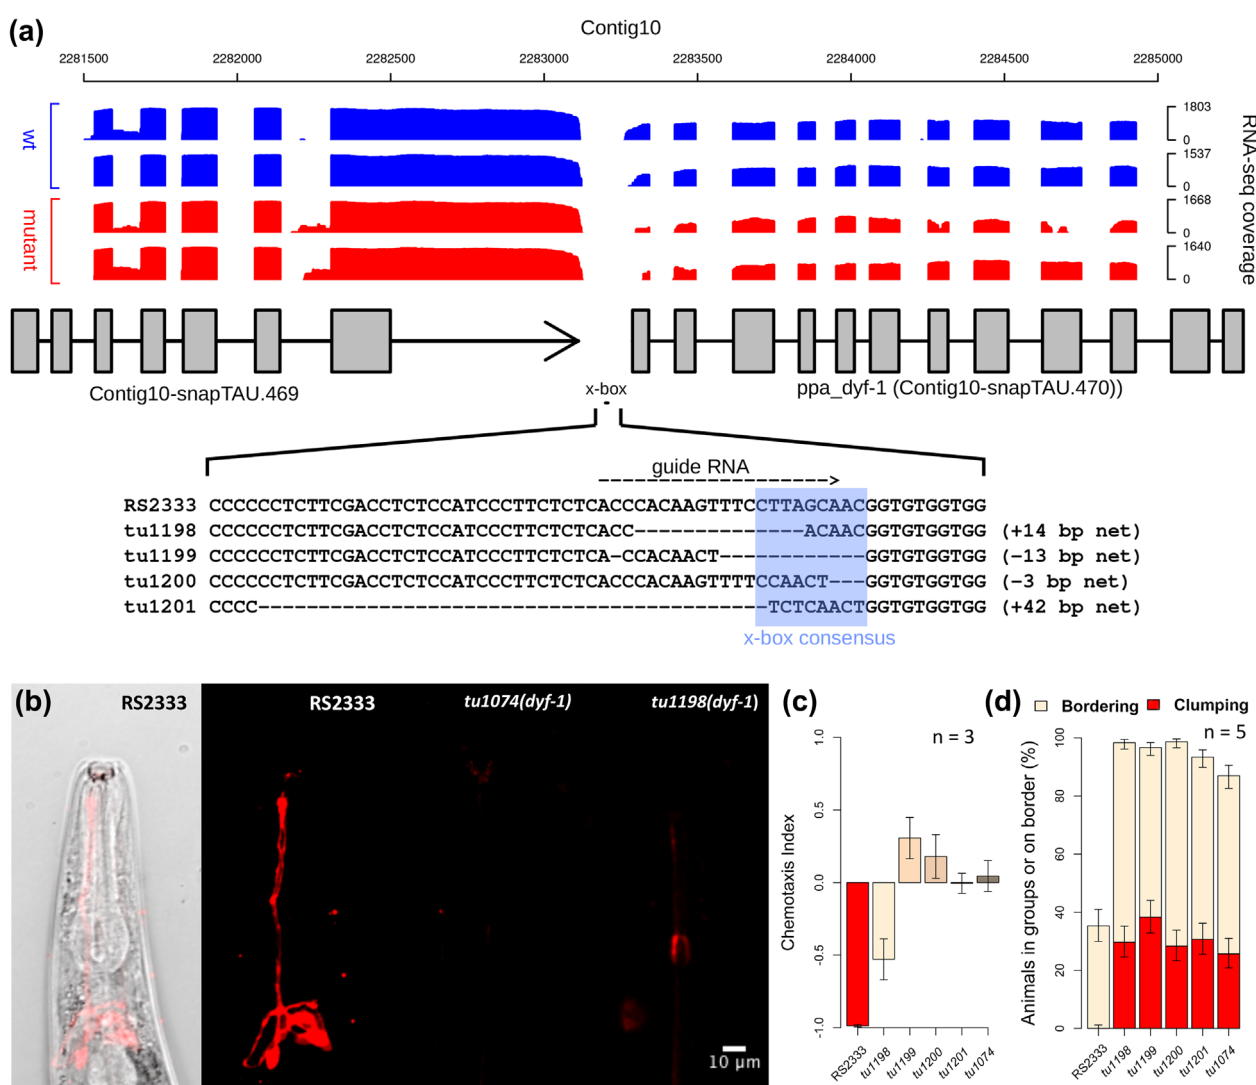 (a)
Contig10
2281500 2282000 2282500 2283000 2283500 2284000 2284500 2285000
wt
mutant
1803
0
1537
0
1668
0
1640
0
RNA-seq coverage
Contig10-snapTAU.469
x-box
ppa_dyf-1 (Contig10-snapTAU.470))
guide RNA
RS2333 CCCCCCTCTTCGACCTCTCCATCCCTTCTCTCACCCACAAGTTTCCTTAGCAACGGTGTGGTGG
tu1198 CCCCCCTCTTCGACCTCTCCATCCCTTCTCTCACC--------------ACAACGGTGTGGTGG (+14 bp net)
tu1199 CCCCCCTCTTCGACCTCTCCATCCCTTCTCTCA-CCACAACT------------GGTGTGGTGG (−13 bp net)
tu1200 CCCCCCTCTTCGACCTCTCCATCCCTTCTCTCACCCACAAGTTTTCCAACT---GGTGTGGTGG (−3 bp net)
tu1201 CCCC------------------------------------------TCTCAACTGGTGTGGTGG (+42 bp net)
x-box consensus
(b)
RS2333
RS2333
tu1074(dyf-1)
tu1198(dyf-1)
10 µm
(c)
n = 3
Chemotaxis Index
1.0
0.5
0.0
-0.5
-1.0
RS2333 tu1198 tu1199 tu1200 tu1201 tu1074
(d)
Bordering Clumping
n = 5
Animals in groups or on border (%)
100
80
60
40
20
0
RS2333 tu1198 tu1199 tu1200 tu1201 tu1074